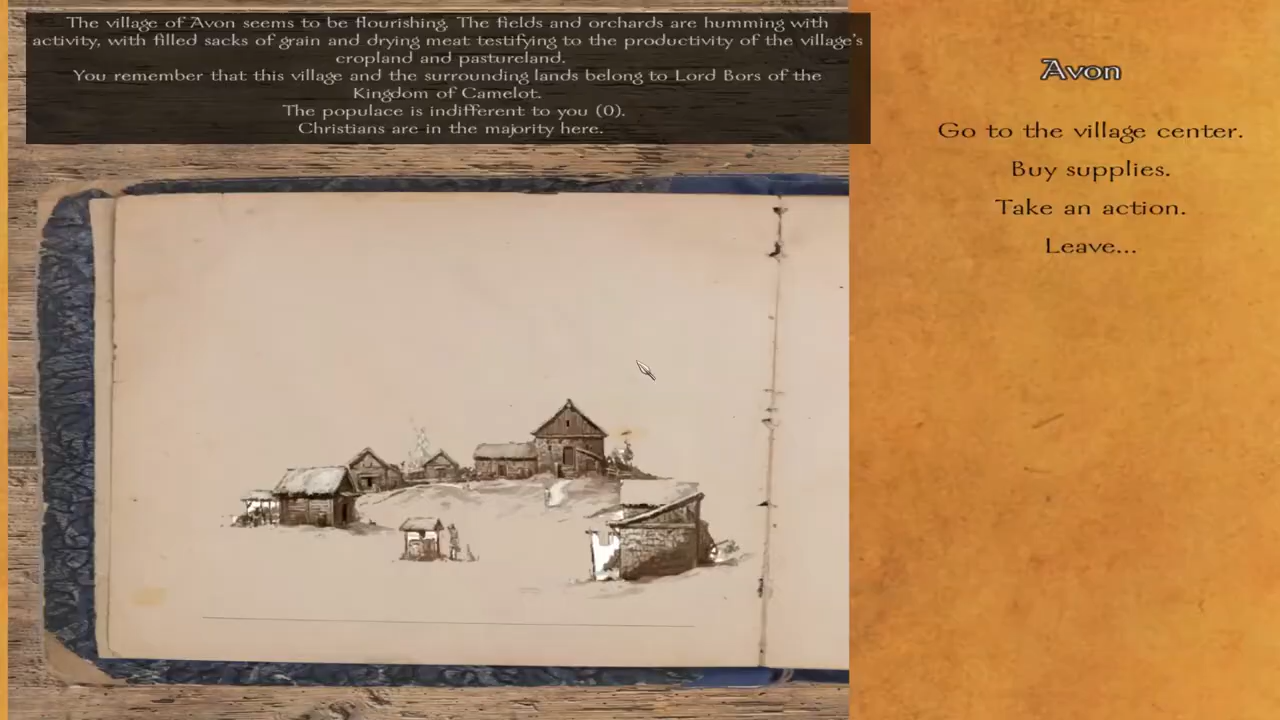 The village of Avon seems to be flourishing. The fields and orchards are humming with
activity, with filled sacks of grain and drying meat testifying to the productivity of the village's
cropland and pastureland.
You remember that this village and the surrounding lands belong to Lord Bors of the
Kingdom of Camelot.
The populace is indifferent to you (0).
Christians are in the majority here.
Avon
Go to the village center.
Buy supplies.
Take an action.
Leave...